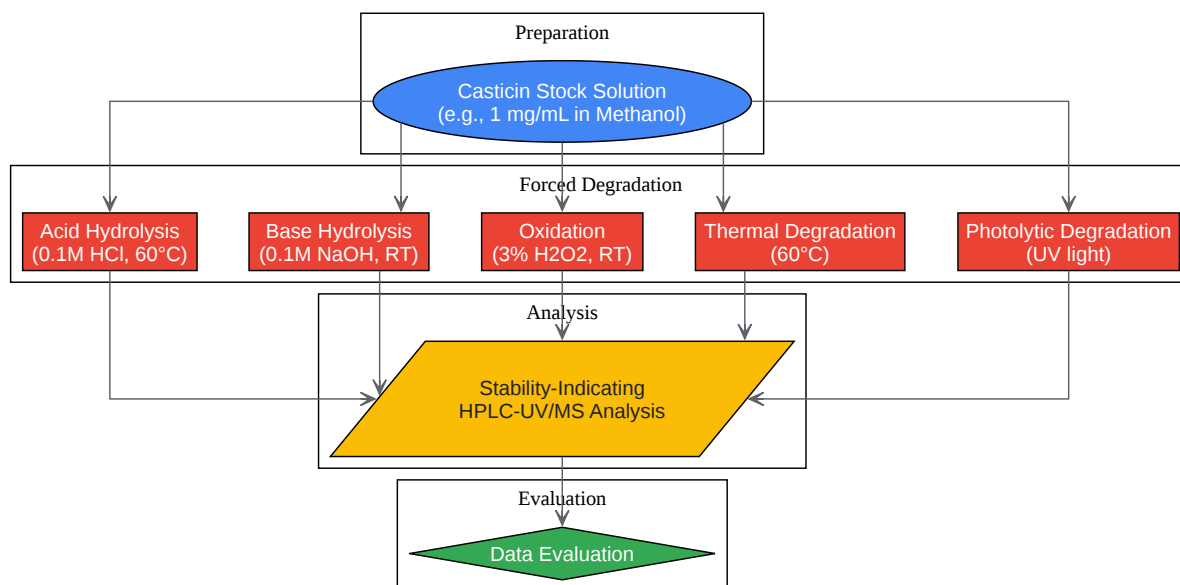 Preparation
Casticin Stock Solution
(e.g., 1 mg/mL in Methanol)
Forced Degradation
Acid Hydrolysis
(0.1M HCl, 60°C)
Base Hydrolysis
(0.1M NaOH, RT)
Oxidation
(3% H2O2, RT)
Thermal Degradation
(60°C)
Photolytic Degradation
(UV light)
Analysis
Stability-Indicating
HPLC-UV/MS Analysis
Evaluation
Data Evaluation